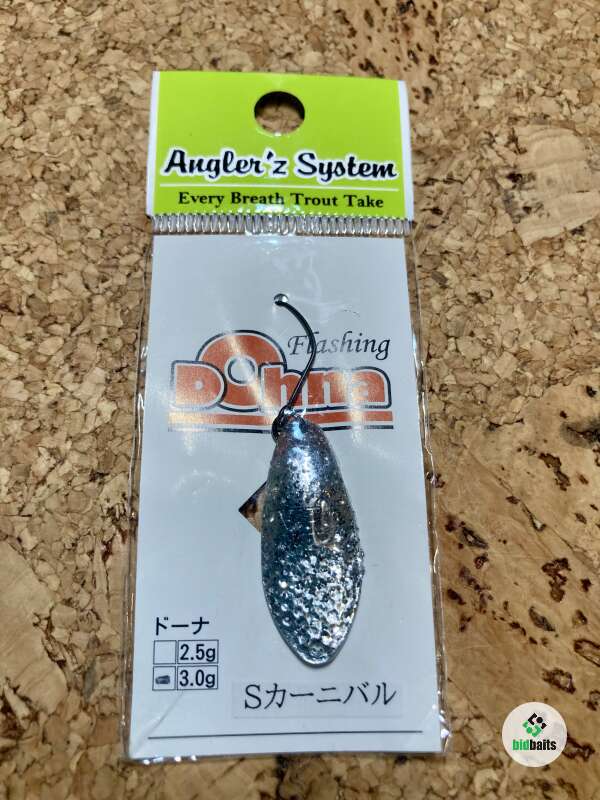 Angler'z System
Every Breath Trout Take
Flashing
Dohna
ドーナ
2.5g
3.0g
Sカーニバル
bidbaits